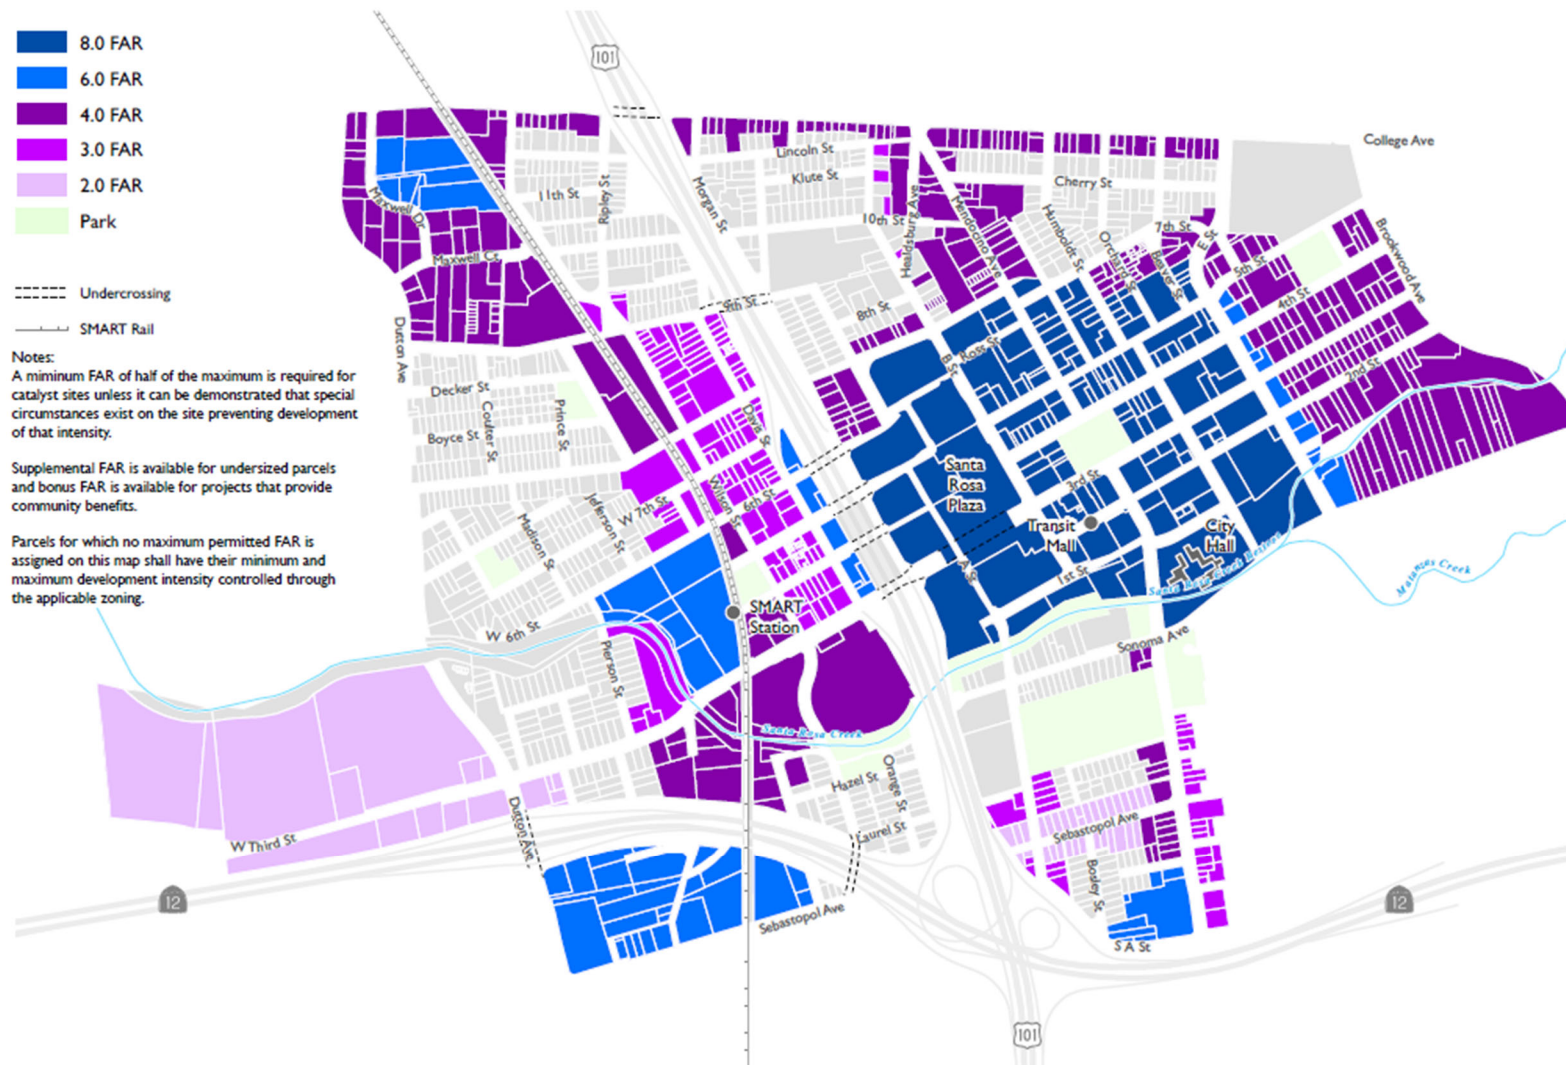 8.0 FAR
6.0 FAR
4.0 FAR
3.0 FAR
2.0 FAR
Park
Undercrossing
SMART Rail
Notes:
A miminum FAR of half of the maximum is required for
catalyst sites unless it can be demonstrated that special
circumstances exist on the site preventing development
of that intensity.
Supplemental FAR is available for undersized parcels
and bonus FAR is available for projects that provide
community benefits.
Parcels for which no maximum permitted FAR is
assigned on this map shall have their minimum and
maximum development intensity controlled through
the applicable zoning.
101
College Ave
Lincoln St
Klute St
Cherry St
11th St
Ripley St
Morgan St
10th St
Healdsburg Ave
Mendocino Ave
Humboldt St
Orchard St
7th St
Beaver St
E St
5th St
4th St
Brookwood Ave
Maxwell Dr
Maxwell Ct
9th St
8th St
Ross St
B St
2nd St
Dutton Ave
Decker St
Coulter St
Boyce St
Prince St
Davis St
Wilson St
6th St
W 7th St
Jefferson St
Madison St
Santa
Rosa
Plaza
3rd St
Transit
Mall
City
Hall
A St
1st St
Santa Rosa Creek
Matanzas Creek
SMART
Station
W 6th St
Pierson St
Sonoma Ave
Santa Rosa Creek
Hazel St
Orange St
Laurel St
Sebastopol Ave
Bosley St
W Third St
Dutton Ave
Sebastopol Ave
S A St
12
12
101